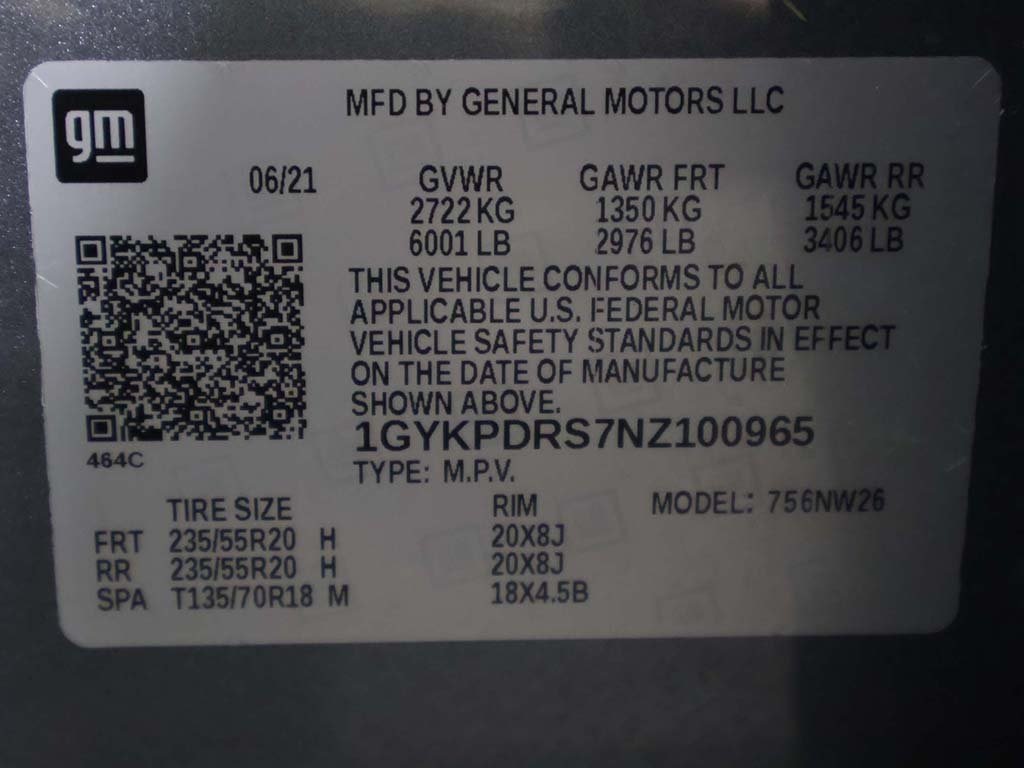 gm
MFD BY GENERAL MOTORS LLC
06/21 GVWR GAWR FRT GAWR RR
2722 KG 1350 KG 1545 KG
6001 LB 2976 LB 3406 LB
THIS VEHICLE CONFORMS TO ALL
APPLICABLE U.S. FEDERAL MOTOR
VEHICLE SAFETY STANDARDS IN EFFECT
ON THE DATE OF MANUFACTURE
SHOWN ABOVE.
1GYKPDRS7NZ100965
464C
TYPE: M.P.V.
TIRE SIZE RIM MODEL: 756NW26
FRT 235/55R20 H 20X8J
RR 235/55R20 H 20X8J
SPA T135/70R18 M 18X4.5B